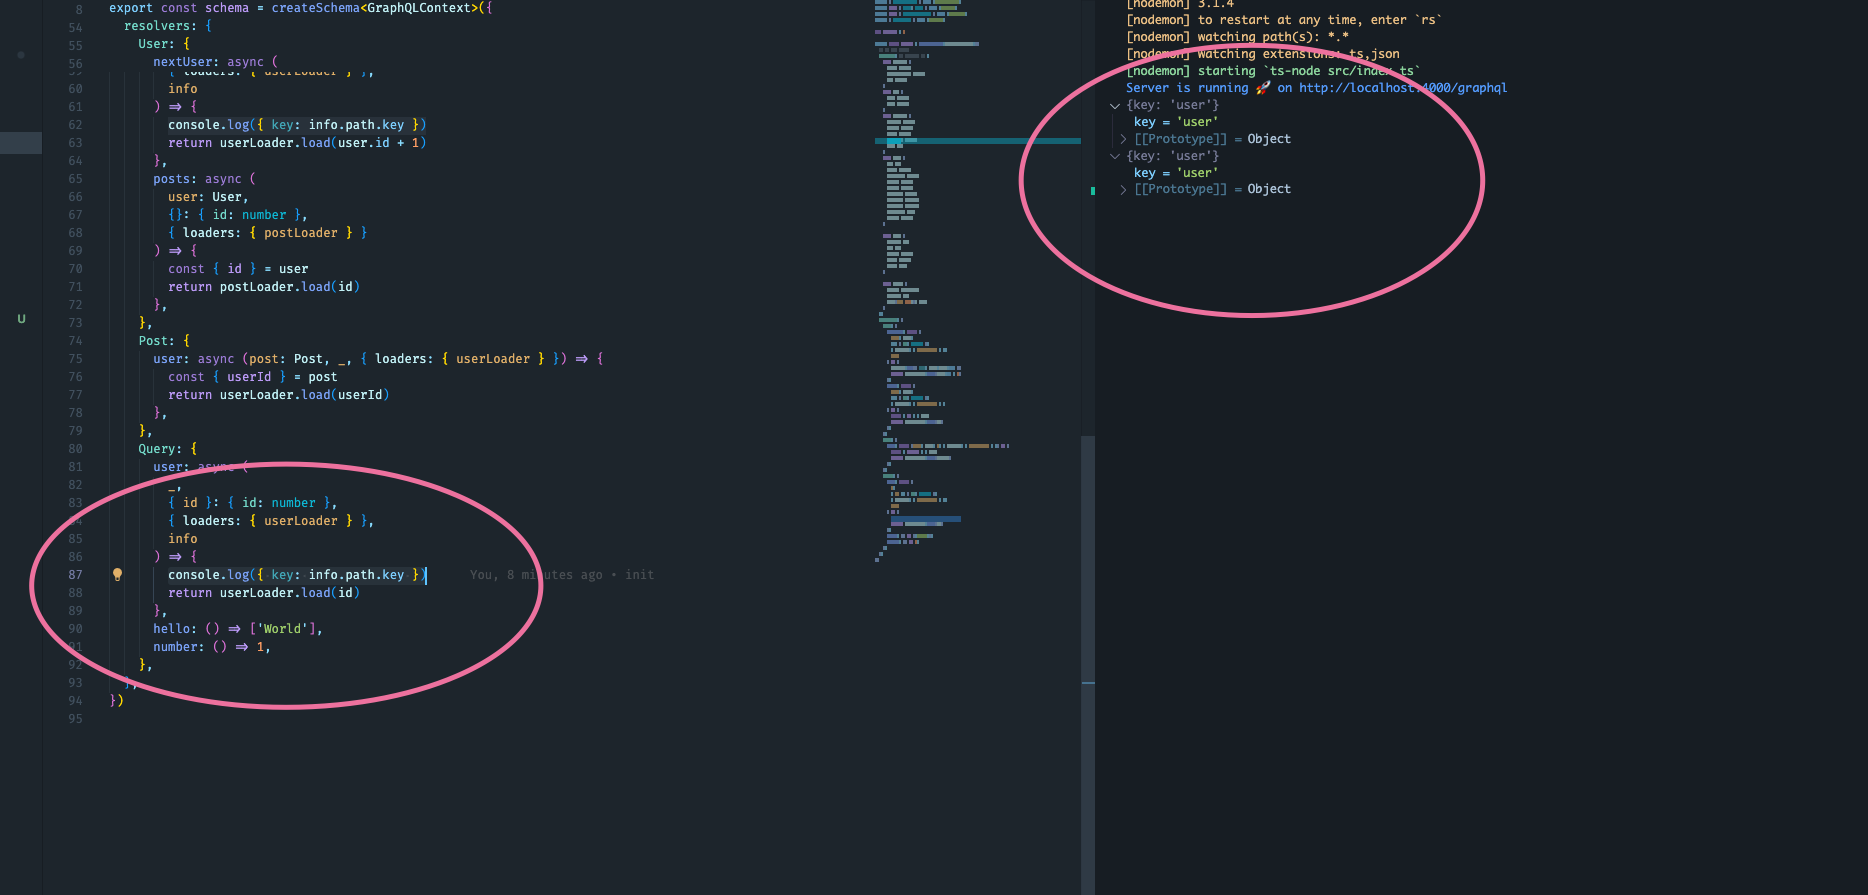 8 export const schema = createSchema<GraphQLContext>({
54 resolvers: {
55 User: {
56 nextUser: async (
59 { loaders: { userLoader } },
60 info
61 ) => {
62 console.log({ key: info.path.key })
63 return userLoader.load(user.id + 1)
64 },
65 posts: async (
66 user: User,
67 {}: { id: number },
68 { loaders: { postLoader } }
69 ) => {
70 const { id } = user
71 return postLoader.load(id)
72 },
73 },
74 Post: {
75 user: async (post: Post, _, { loaders: { userLoader } }) => {
76 const { userId } = post
77 return userLoader.load(userId)
78 },
79 },
80 Query: {
81 user: async (
82 _,
83 { id }: { id: number },
84 { loaders: { userLoader } },
85 info
86 ) => {
87 console.log({ key: info.path.key }) You, 8 minutes ago • init
88 return userLoader.load(id)
89 },
90 hello: () => ['World'],
91 number: () => 1,
92 },
93 },
94 })
95
U
[nodemon] 3.1.4
[nodemon] to restart at any time, enter `rs`
[nodemon] watching path(s): *.*
[nodemon] watching extensions: ts,json
[nodemon] starting `ts-node src/index.ts`
Server is running 🚀 on http://localhost:4000/graphql
{key: 'user'}
key = 'user'
[[Prototype]] = Object
{key: 'user'}
key = 'user'
[[Prototype]] = Object